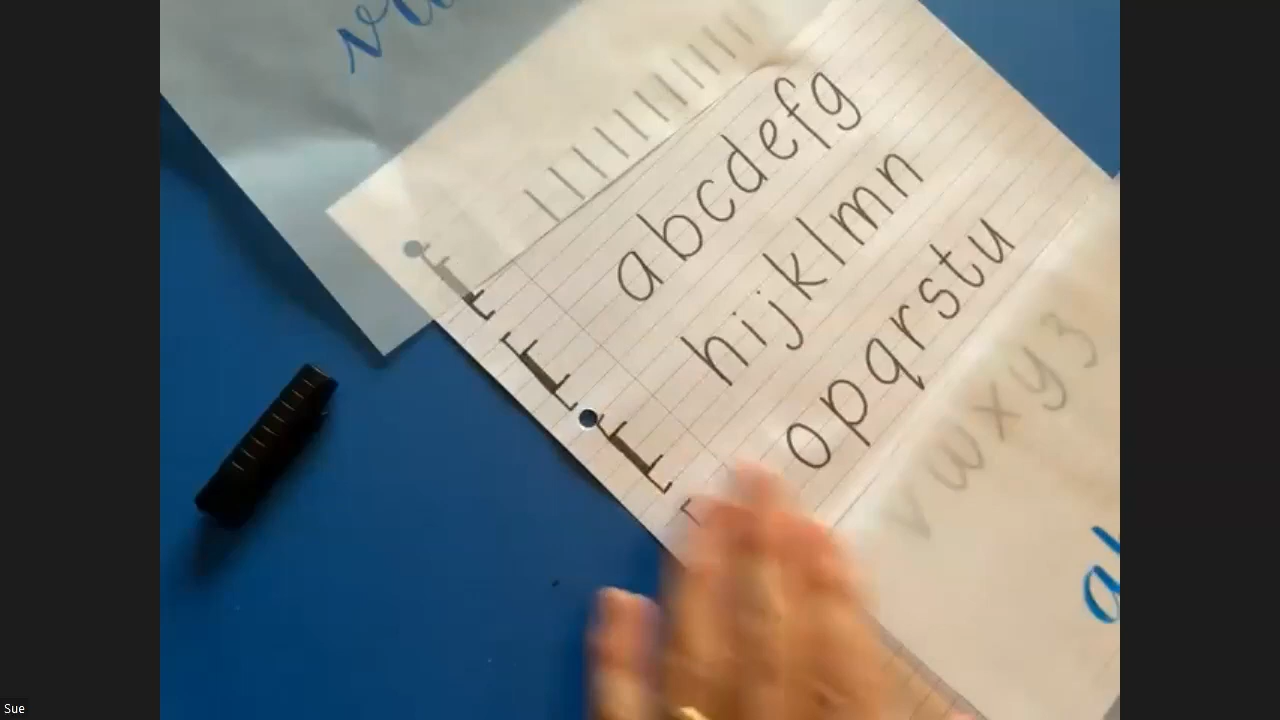 abcdefg
hijklmn
opqrstu
vwxyz
Sue